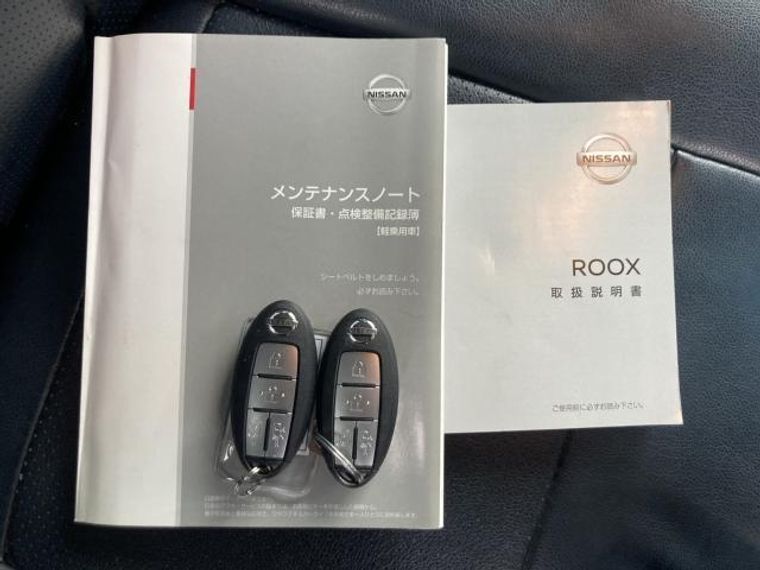 NISSAN
メンテナンスノート
保証書・点検整備記録簿
【軽乗用車】
シートベルトをしめましょう。
必ずお読み下さい。
NISSAN
ROOX
取扱説明書
ご使用前に必ずお読み下さい。